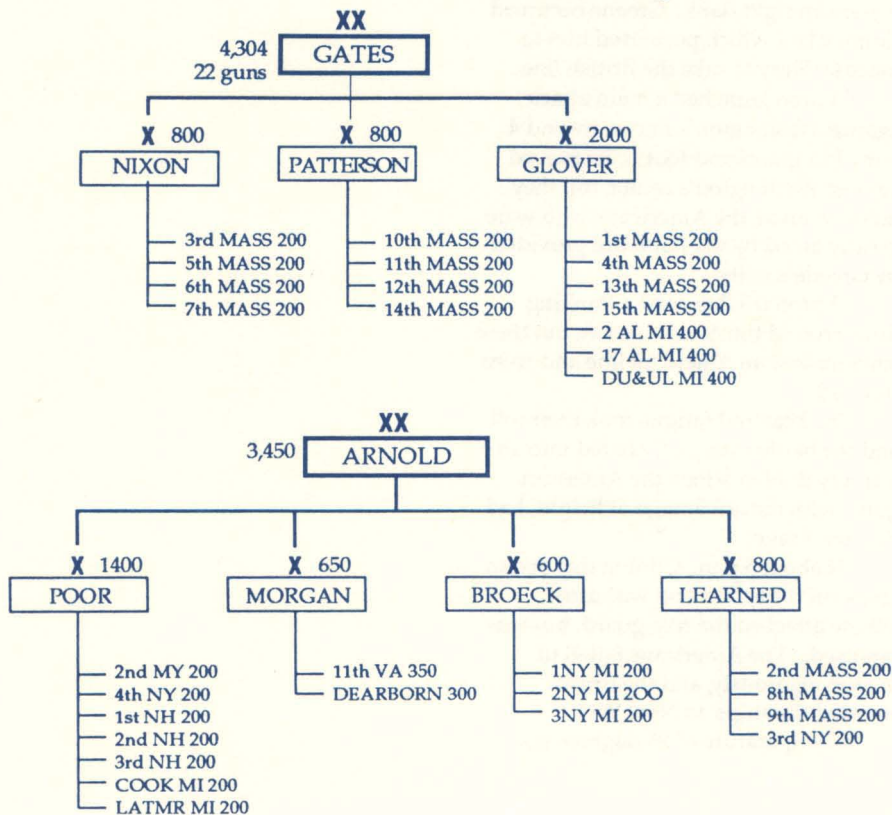 XX
4,304
22 guns
GATES
X 800
NIXON
3rd MASS 200
5th MASS 200
6th MASS 200
7th MASS 200
X 800
PATTERSON
10th MASS 200
11th MASS 200
12th MASS 200
14th MASS 200
X 2000
GLOVER
1st MASS 200
4th MASS 200
13th MASS 200
15th MASS 200
2 AL MI 400
17 AL MI 400
DU&UL MI 400
XX
3,450
ARNOLD
X 1400
POOR
2nd MY 200
4th NY 200
1st NH 200
2nd NH 200
3rd NH 200
COOK MI 200
LATMR MI 200
X 650
MORGAN
11th VA 350
DEARBORN 300
X 600
BROECK
1NY MI 200
2NY MI 2OO
3NY MI 200
X 800
LEARNED
2nd MASS 200
8th MASS 200
9th MASS 200
3rd NY 200